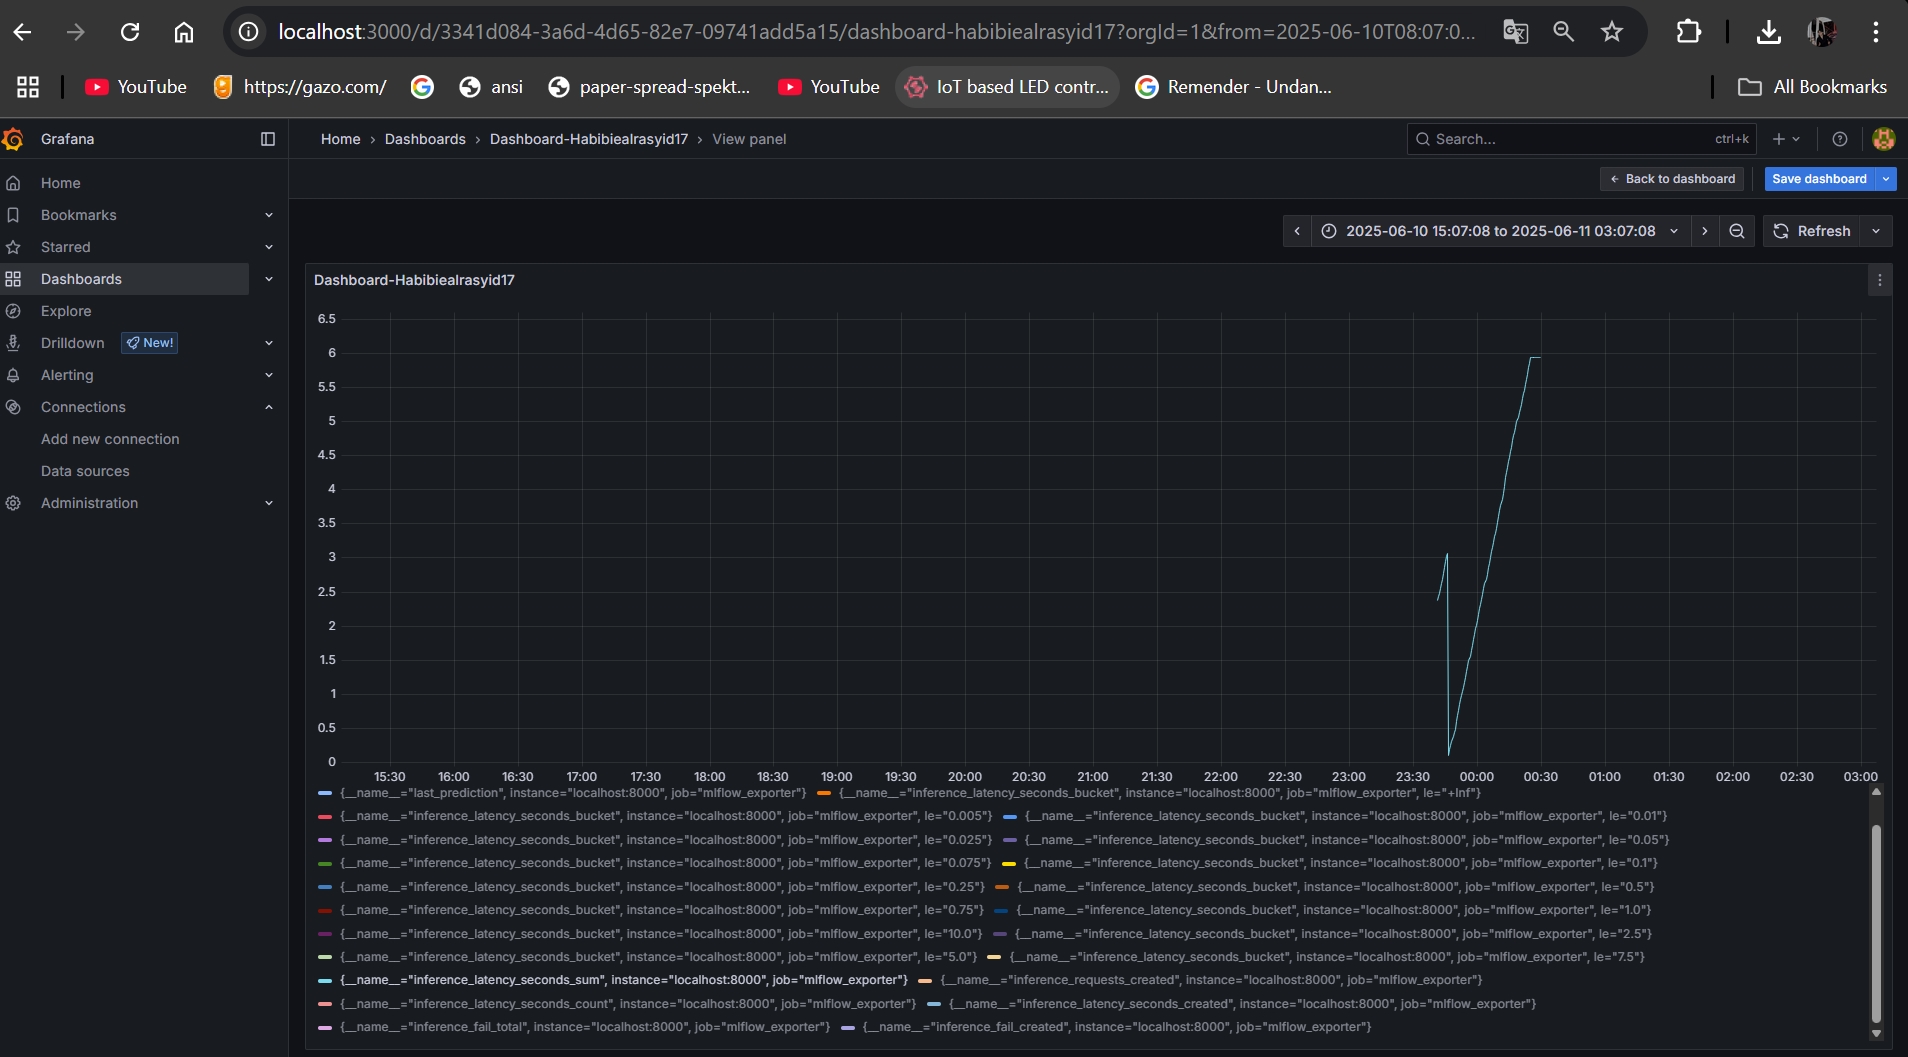 localhost:3000/d/3341d084-3a6d-4d65-82e7-09741add5a15/dashboard-habibiealrasyid17?orgId=1&from=2025-06-10T08:07:0...
YouTube https://gazo.com/ ansi paper-spread-spekt... YouTube IoT based LED contr... Remender - Undan... All Bookmarks
Grafana Home › Dashboards › Dashboard-Habibiealrasyid17 › View panel Search... ctrl+k
Home
Bookmarks
Starred
Dashboards
Explore
Drilldown New!
Alerting
Connections
Add new connection
Data sources
Administration
← Back to dashboard Save dashboard
2025-06-10 15:07:08 to 2025-06-11 03:07:08 Refresh
Dashboard-Habibiealrasyid17
6.5
6
5.5
5
4.5
4
3.5
3
2.5
2
1.5
1
0.5
0
15:30 16:00 16:30 17:00 17:30 18:00 18:30 19:00 19:30 20:00 20:30 21:00 21:30 22:00 22:30 23:00 23:30 00:00 00:30 01:00 01:30 02:00 02:30 03:00
{__name__="last_prediction", instance="localhost:8000", job="mlflow_exporter"} {__name__="inference_latency_seconds_bucket", instance="localhost:8000", job="mlflow_exporter", le="+Inf"}
{__name__="inference_latency_seconds_bucket", instance="localhost:8000", job="mlflow_exporter", le="0.005"} {__name__="inference_latency_seconds_bucket", instance="localhost:8000", job="mlflow_exporter", le="0.01"}
{__name__="inference_latency_seconds_bucket", instance="localhost:8000", job="mlflow_exporter", le="0.025"} {__name__="inference_latency_seconds_bucket", instance="localhost:8000", job="mlflow_exporter", le="0.05"}
{__name__="inference_latency_seconds_bucket", instance="localhost:8000", job="mlflow_exporter", le="0.075"} {__name__="inference_latency_seconds_bucket", instance="localhost:8000", job="mlflow_exporter", le="0.1"}
{__name__="inference_latency_seconds_bucket", instance="localhost:8000", job="mlflow_exporter", le="0.25"} {__name__="inference_latency_seconds_bucket", instance="localhost:8000", job="mlflow_exporter", le="0.5"}
{__name__="inference_latency_seconds_bucket", instance="localhost:8000", job="mlflow_exporter", le="0.75"} {__name__="inference_latency_seconds_bucket", instance="localhost:8000", job="mlflow_exporter", le="1.0"}
{__name__="inference_latency_seconds_bucket", instance="localhost:8000", job="mlflow_exporter", le="10.0"} {__name__="inference_latency_seconds_bucket", instance="localhost:8000", job="mlflow_exporter", le="2.5"}
{__name__="inference_latency_seconds_bucket", instance="localhost:8000", job="mlflow_exporter", le="5.0"} {__name__="inference_latency_seconds_bucket", instance="localhost:8000", job="mlflow_exporter", le="7.5"}
{__name__="inference_latency_seconds_sum", instance="localhost:8000", job="mlflow_exporter"} {__name__="inference_requests_created", instance="localhost:8000", job="mlflow_exporter"}
{__name__="inference_latency_seconds_count", instance="localhost:8000", job="mlflow_exporter"} {__name__="inference_latency_seconds_created", instance="localhost:8000", job="mlflow_exporter"}
{__name__="inference_fail_total", instance="localhost:8000", job="mlflow_exporter"} {__name__="inference_fail_created", instance="localhost:8000", job="mlflow_exporter"}